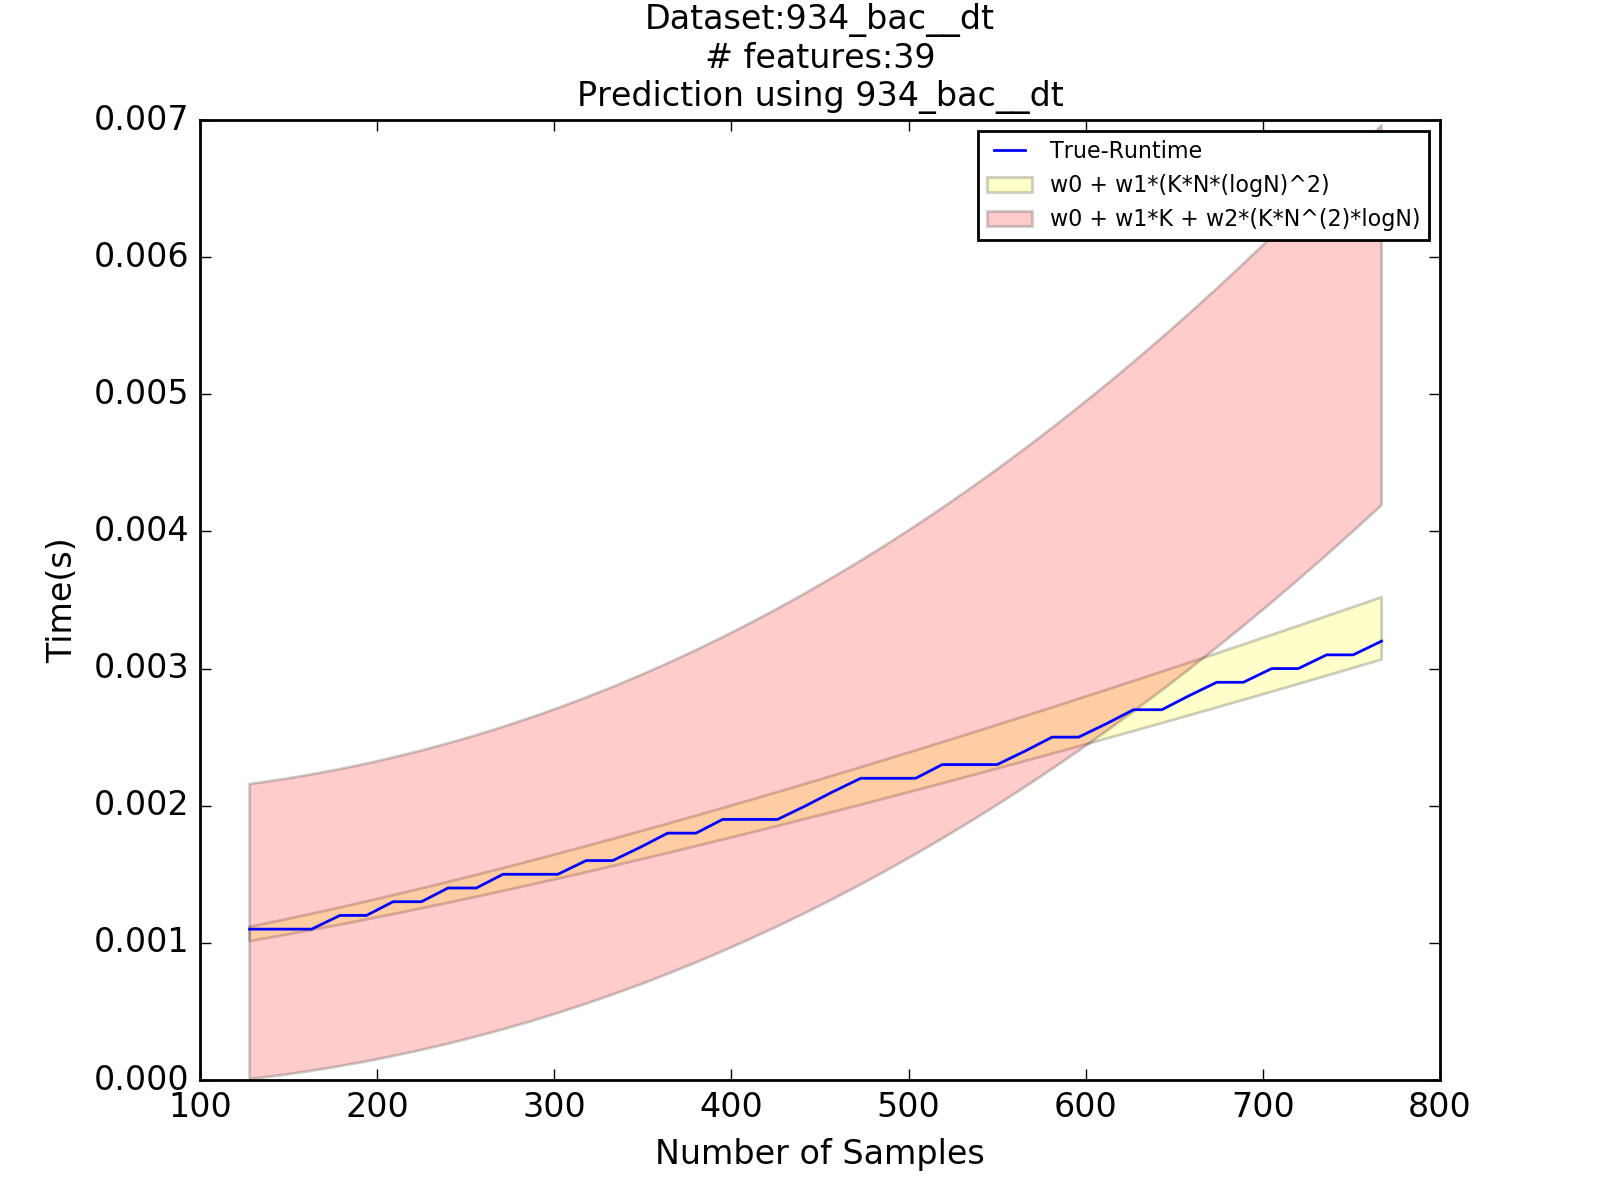 Dataset:934_bac__dt
# features:39
Prediction using 934_bac__dt
True-Runtime
w0 + w1*(K*N*(logN)^2)
w0 + w1*K + w2*(K*N^(2)*logN)
0.007
0.006
0.005
0.004
0.003
0.002
0.001
0.000
Time(s)
100 200 300 400 500 600 700 800
Number of Samples